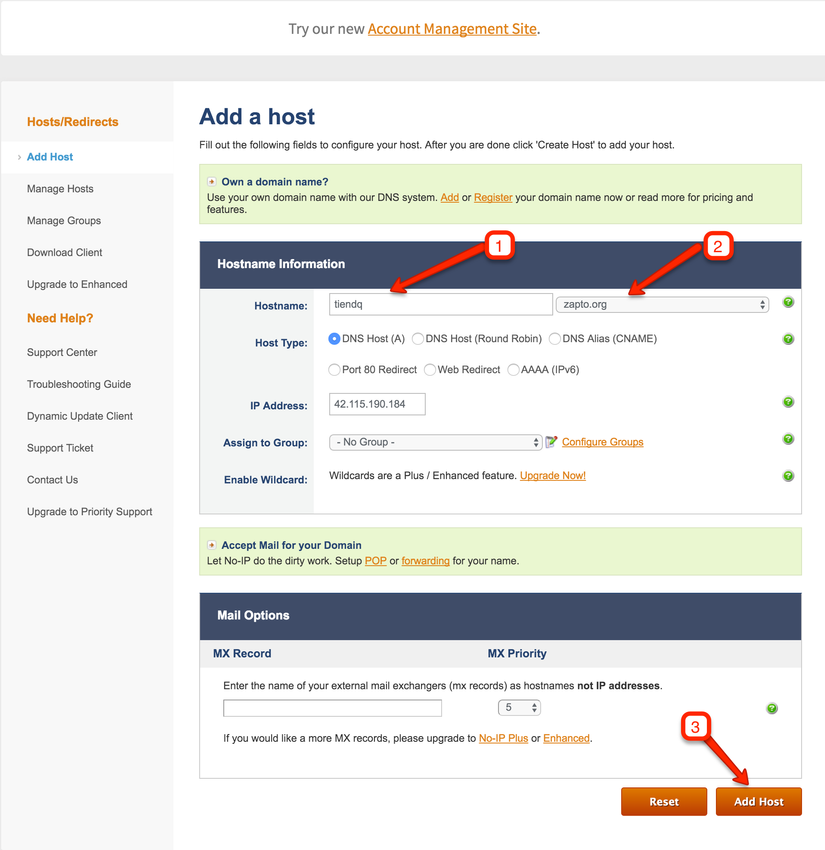 Try our new Account Management Site.
Hosts/Redirects
Add Host
Manage Hosts
Manage Groups
Download Client
Upgrade to Enhanced
Need Help?
Support Center
Troubleshooting Guide
Dynamic Update Client
Support Ticket
Contact Us
Upgrade to Priority Support
Add a host
Fill out the following fields to configure your host. After you are done click 'Create Host' to add your host.
Own a domain name?
Use your own domain name with our DNS system. Add or Register your domain name now or read more for pricing and
features.
1
2
Hostname Information
Hostname: tiendq zapto.org
Host Type: DNS Host (A) DNS Host (Round Robin) DNS Alias (CNAME)
Port 80 Redirect Web Redirect AAAA (IPv6)
IP Address: 42.115.190.184
Assign to Group: - No Group - Configure Groups
Enable Wildcard: Wildcards are a Plus / Enhanced feature. Upgrade Now!
Accept Mail for your Domain
Let No-IP do the dirty work. Setup POP or forwarding for your name.
Mail Options
MX Record MX Priority
Enter the name of your external mail exchangers (mx records) as hostnames not IP addresses.
5
If you would like a more MX records, please upgrade to No-IP Plus or Enhanced.
3
Reset Add Host